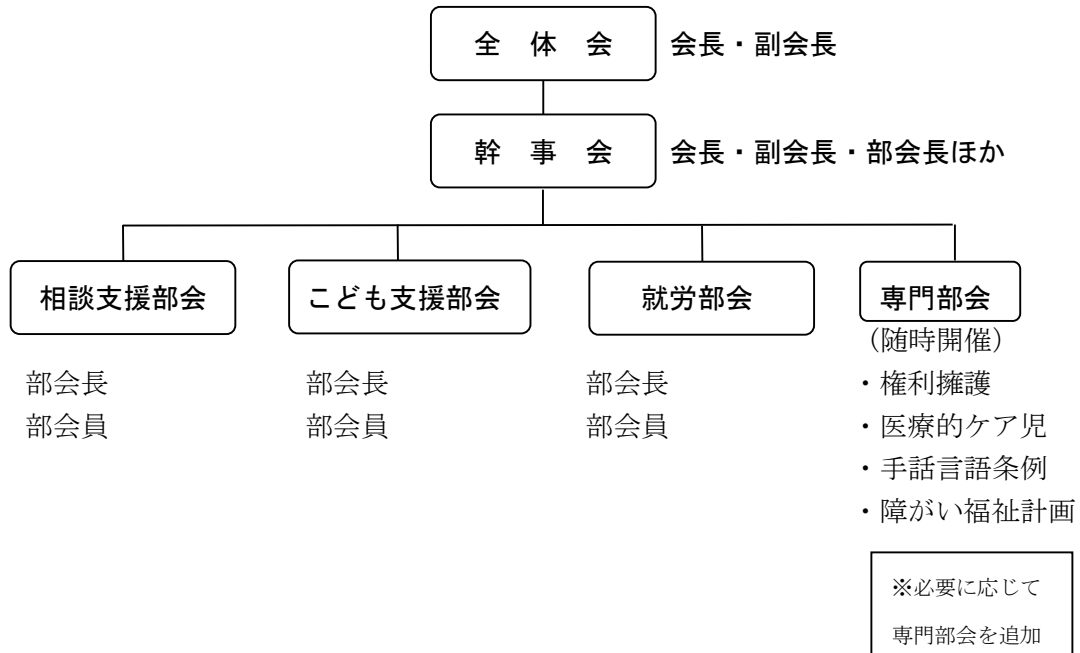 全　体　会　会長・副会長
幹　事　会　会長・副会長・部会長ほか
相談支援部会
部会長
部会員
こども支援部会
部会長
部会員
就労部会
部会長
部会員
専門部会
（随時開催）
・権利擁護
・医療的ケア児
・手話言語条例
・障がい福祉計画
※必要に応じて
専門部会を追加